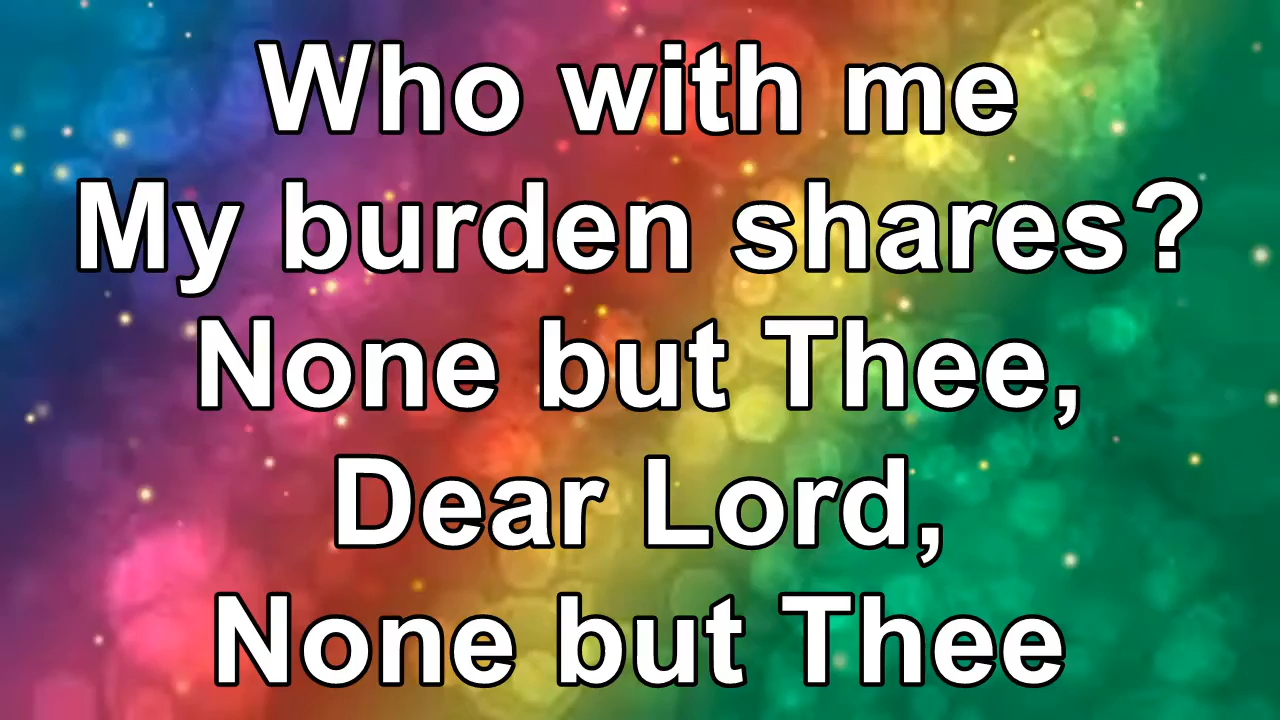 Who with me
My burden shares?
None but Thee,
Dear Lord,
None but Thee